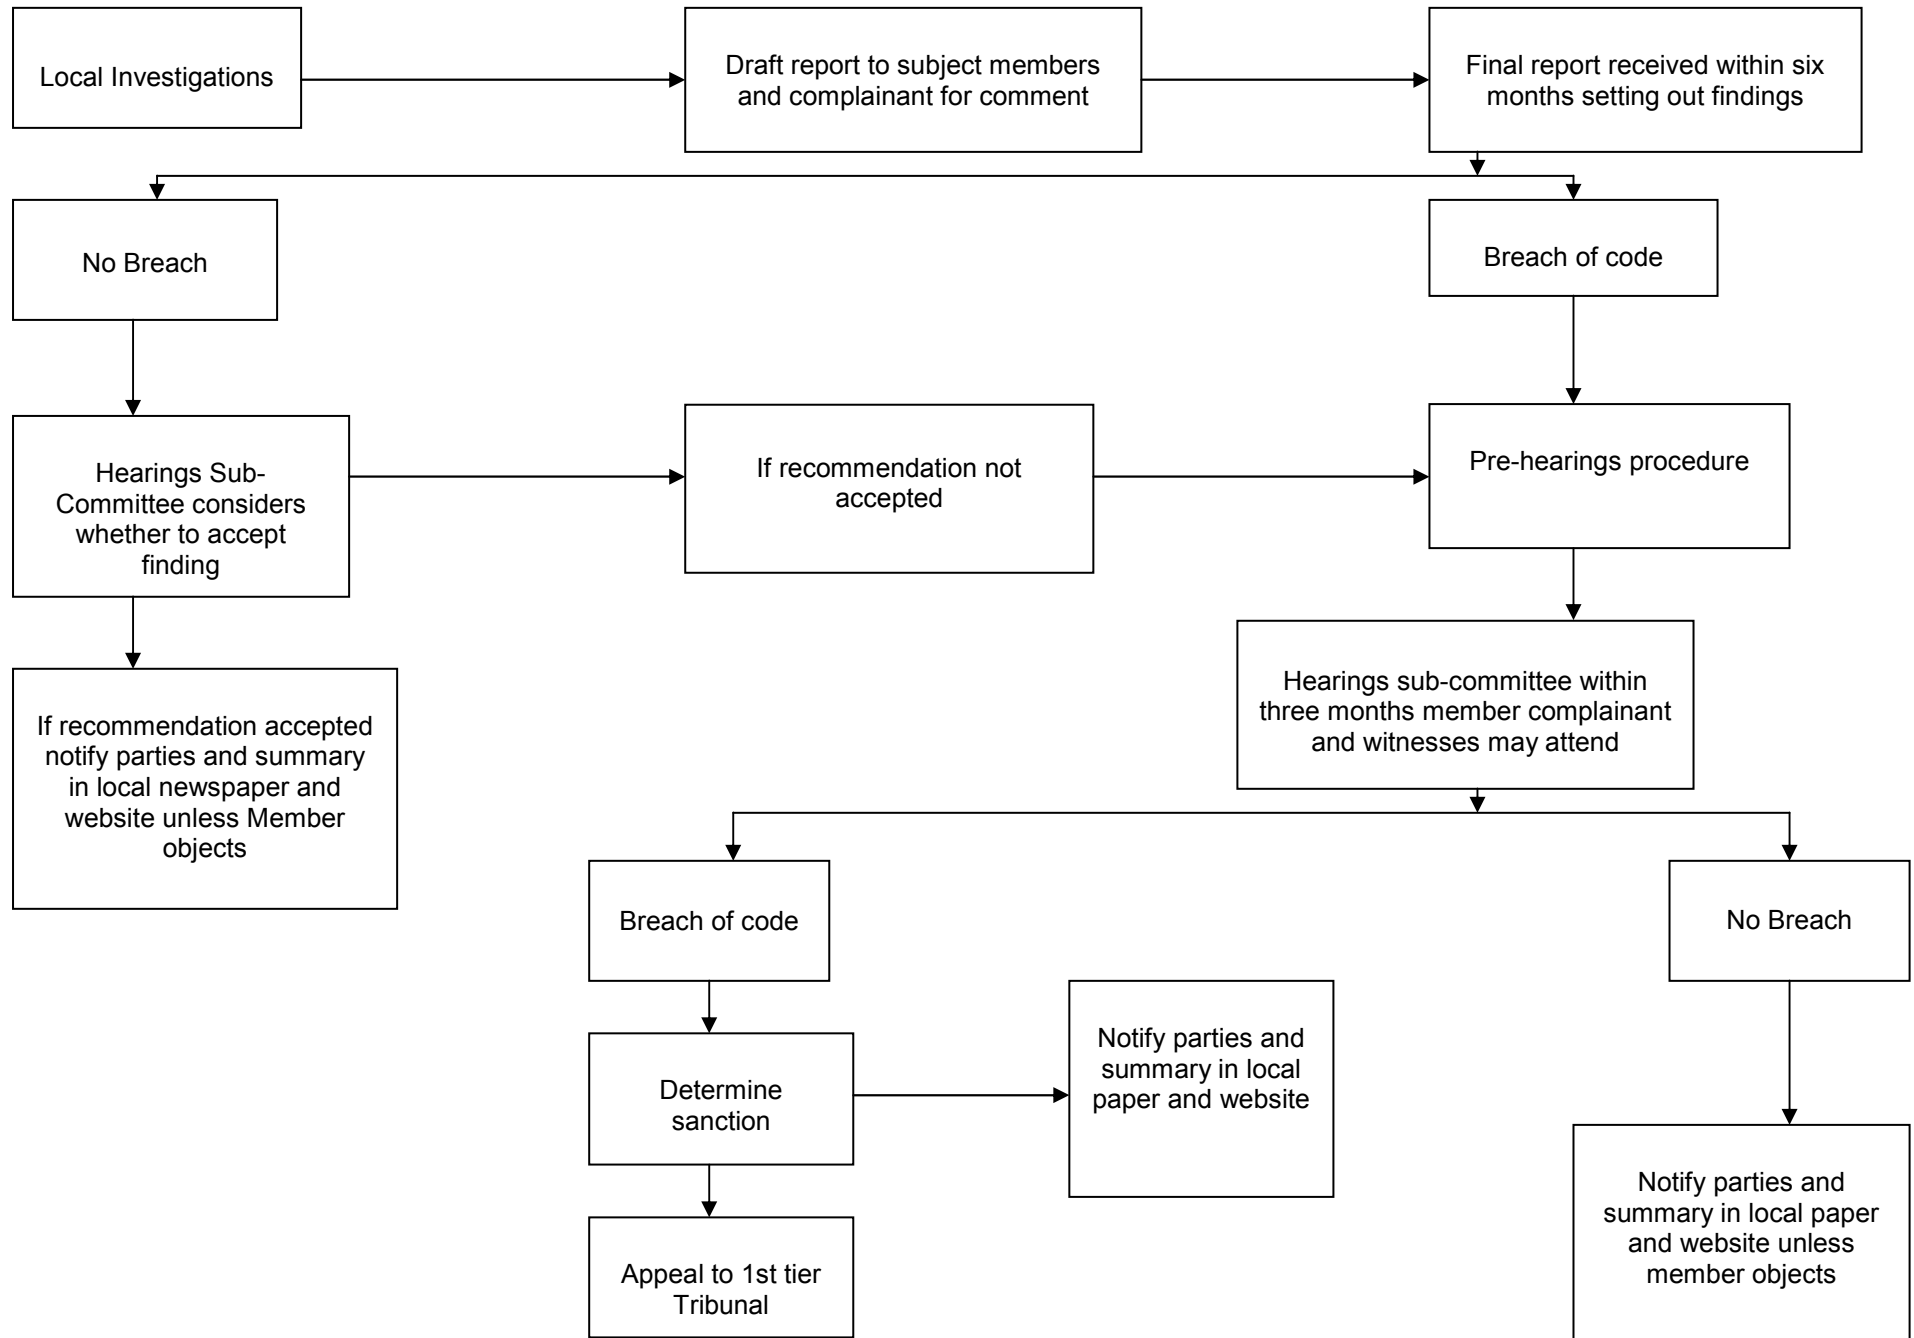 Local Investigations
Draft report to subject members
and complainant for comment
Final report received within six
months setting out findings
No Breach
Breach of code
Hearings Sub-
Committee considers
whether to accept
finding
If recommendation not
accepted
Pre-hearings procedure
If recommendation accepted
notify parties and summary
in local newspaper and
website unless Member
objects
Hearings sub-committee within
three months member complainant
and witnesses may attend
Breach of code
No Breach
Determine
sanction
Notify parties and
summary in local
paper and website
Appeal to 1st tier
Tribunal
Notify parties and
summary in local paper
and website unless
member objects